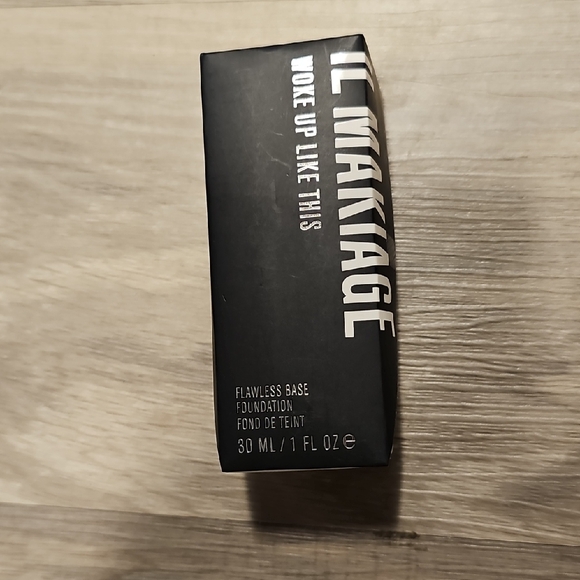 IL MAKIAGE
WOKE UP LIKE THIS
FLAWLESS BASE
FOUNDATION
FOND DE TEINT
30 ML / 1 FL OZ ℮